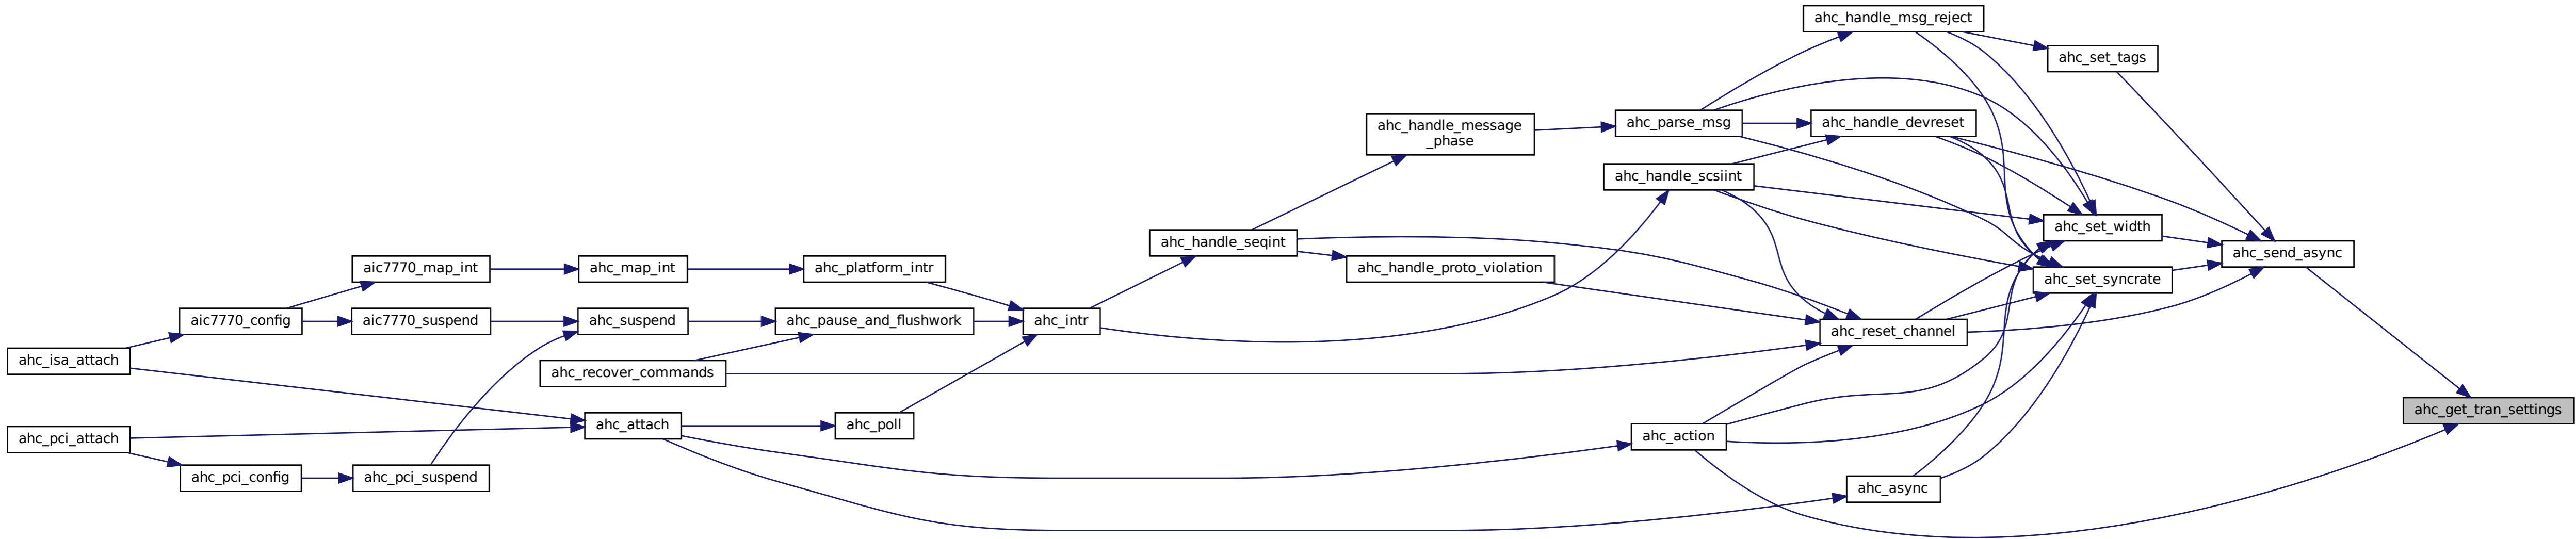 ahc_handle_msg_reject
ahc_set_tags
ahc_handle_message
_phase
ahc_parse_msg
ahc_handle_devreset
ahc_handle_scsiint
ahc_set_width
ahc_handle_seqint
ahc_send_async
aic7770_map_int
ahc_map_int
ahc_platform_intr
ahc_handle_proto_violation
ahc_set_syncrate
aic7770_config
aic7770_suspend
ahc_suspend
ahc_pause_and_flushwork
ahc_intr
ahc_reset_channel
ahc_isa_attach
ahc_recover_commands
ahc_get_tran_settings
ahc_pci_attach
ahc_attach
ahc_poll
ahc_action
ahc_pci_config
ahc_pci_suspend
ahc_async